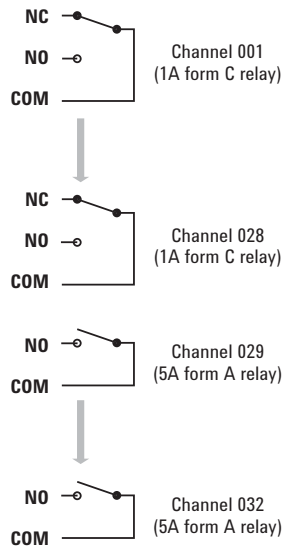 NC
NO
COM
Channel 001
(1A form C relay)
NC
NO
COM
Channel 028
(1A form C relay)
NO
COM
Channel 029
(5A form A relay)
NO
COM
Channel 032
(5A form A relay)